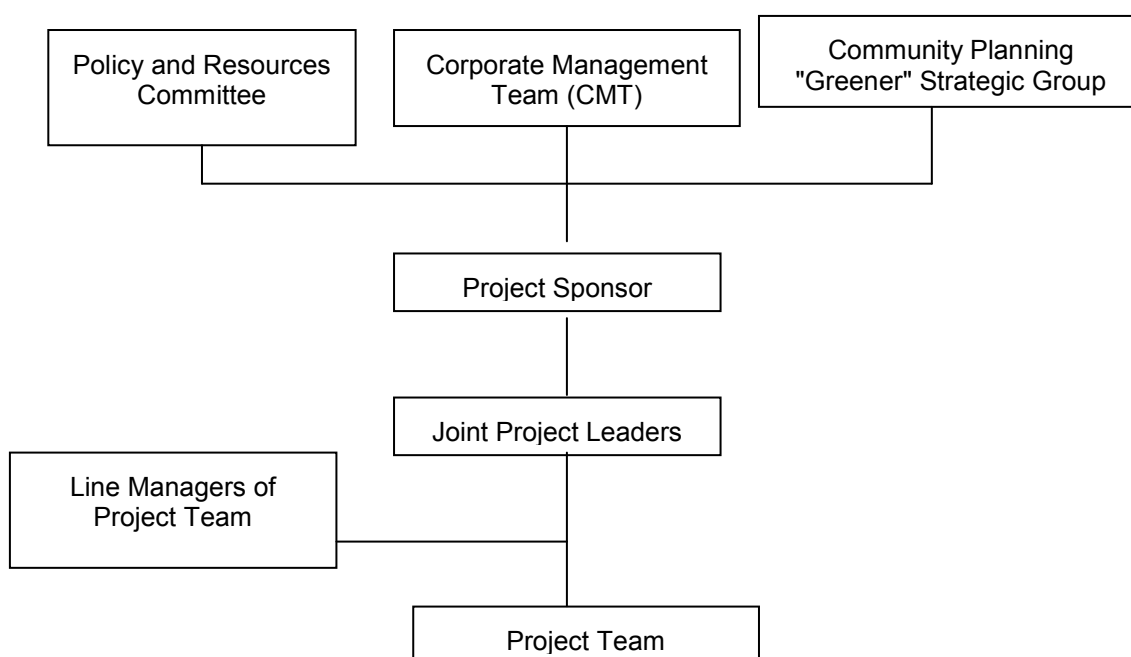 Policy and Resources
Committee
Corporate Management
Team (CMT)
Community Planning
"Greener" Strategic Group
Project Sponsor
Joint Project Leaders
Line Managers of
Project Team
Project Team